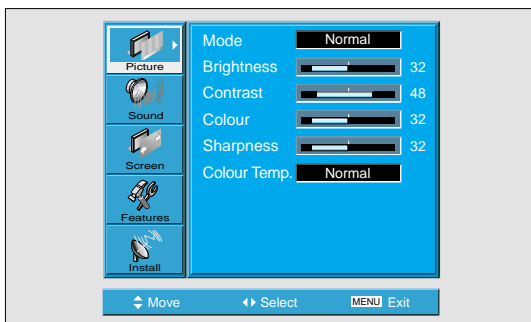 Picture
Sound
Screen
Features
Install
Mode Normal
Brightness 32
Contrast 48
Colour 32
Sharpness 32
Colour Temp. Normal
Move Select MENU Exit